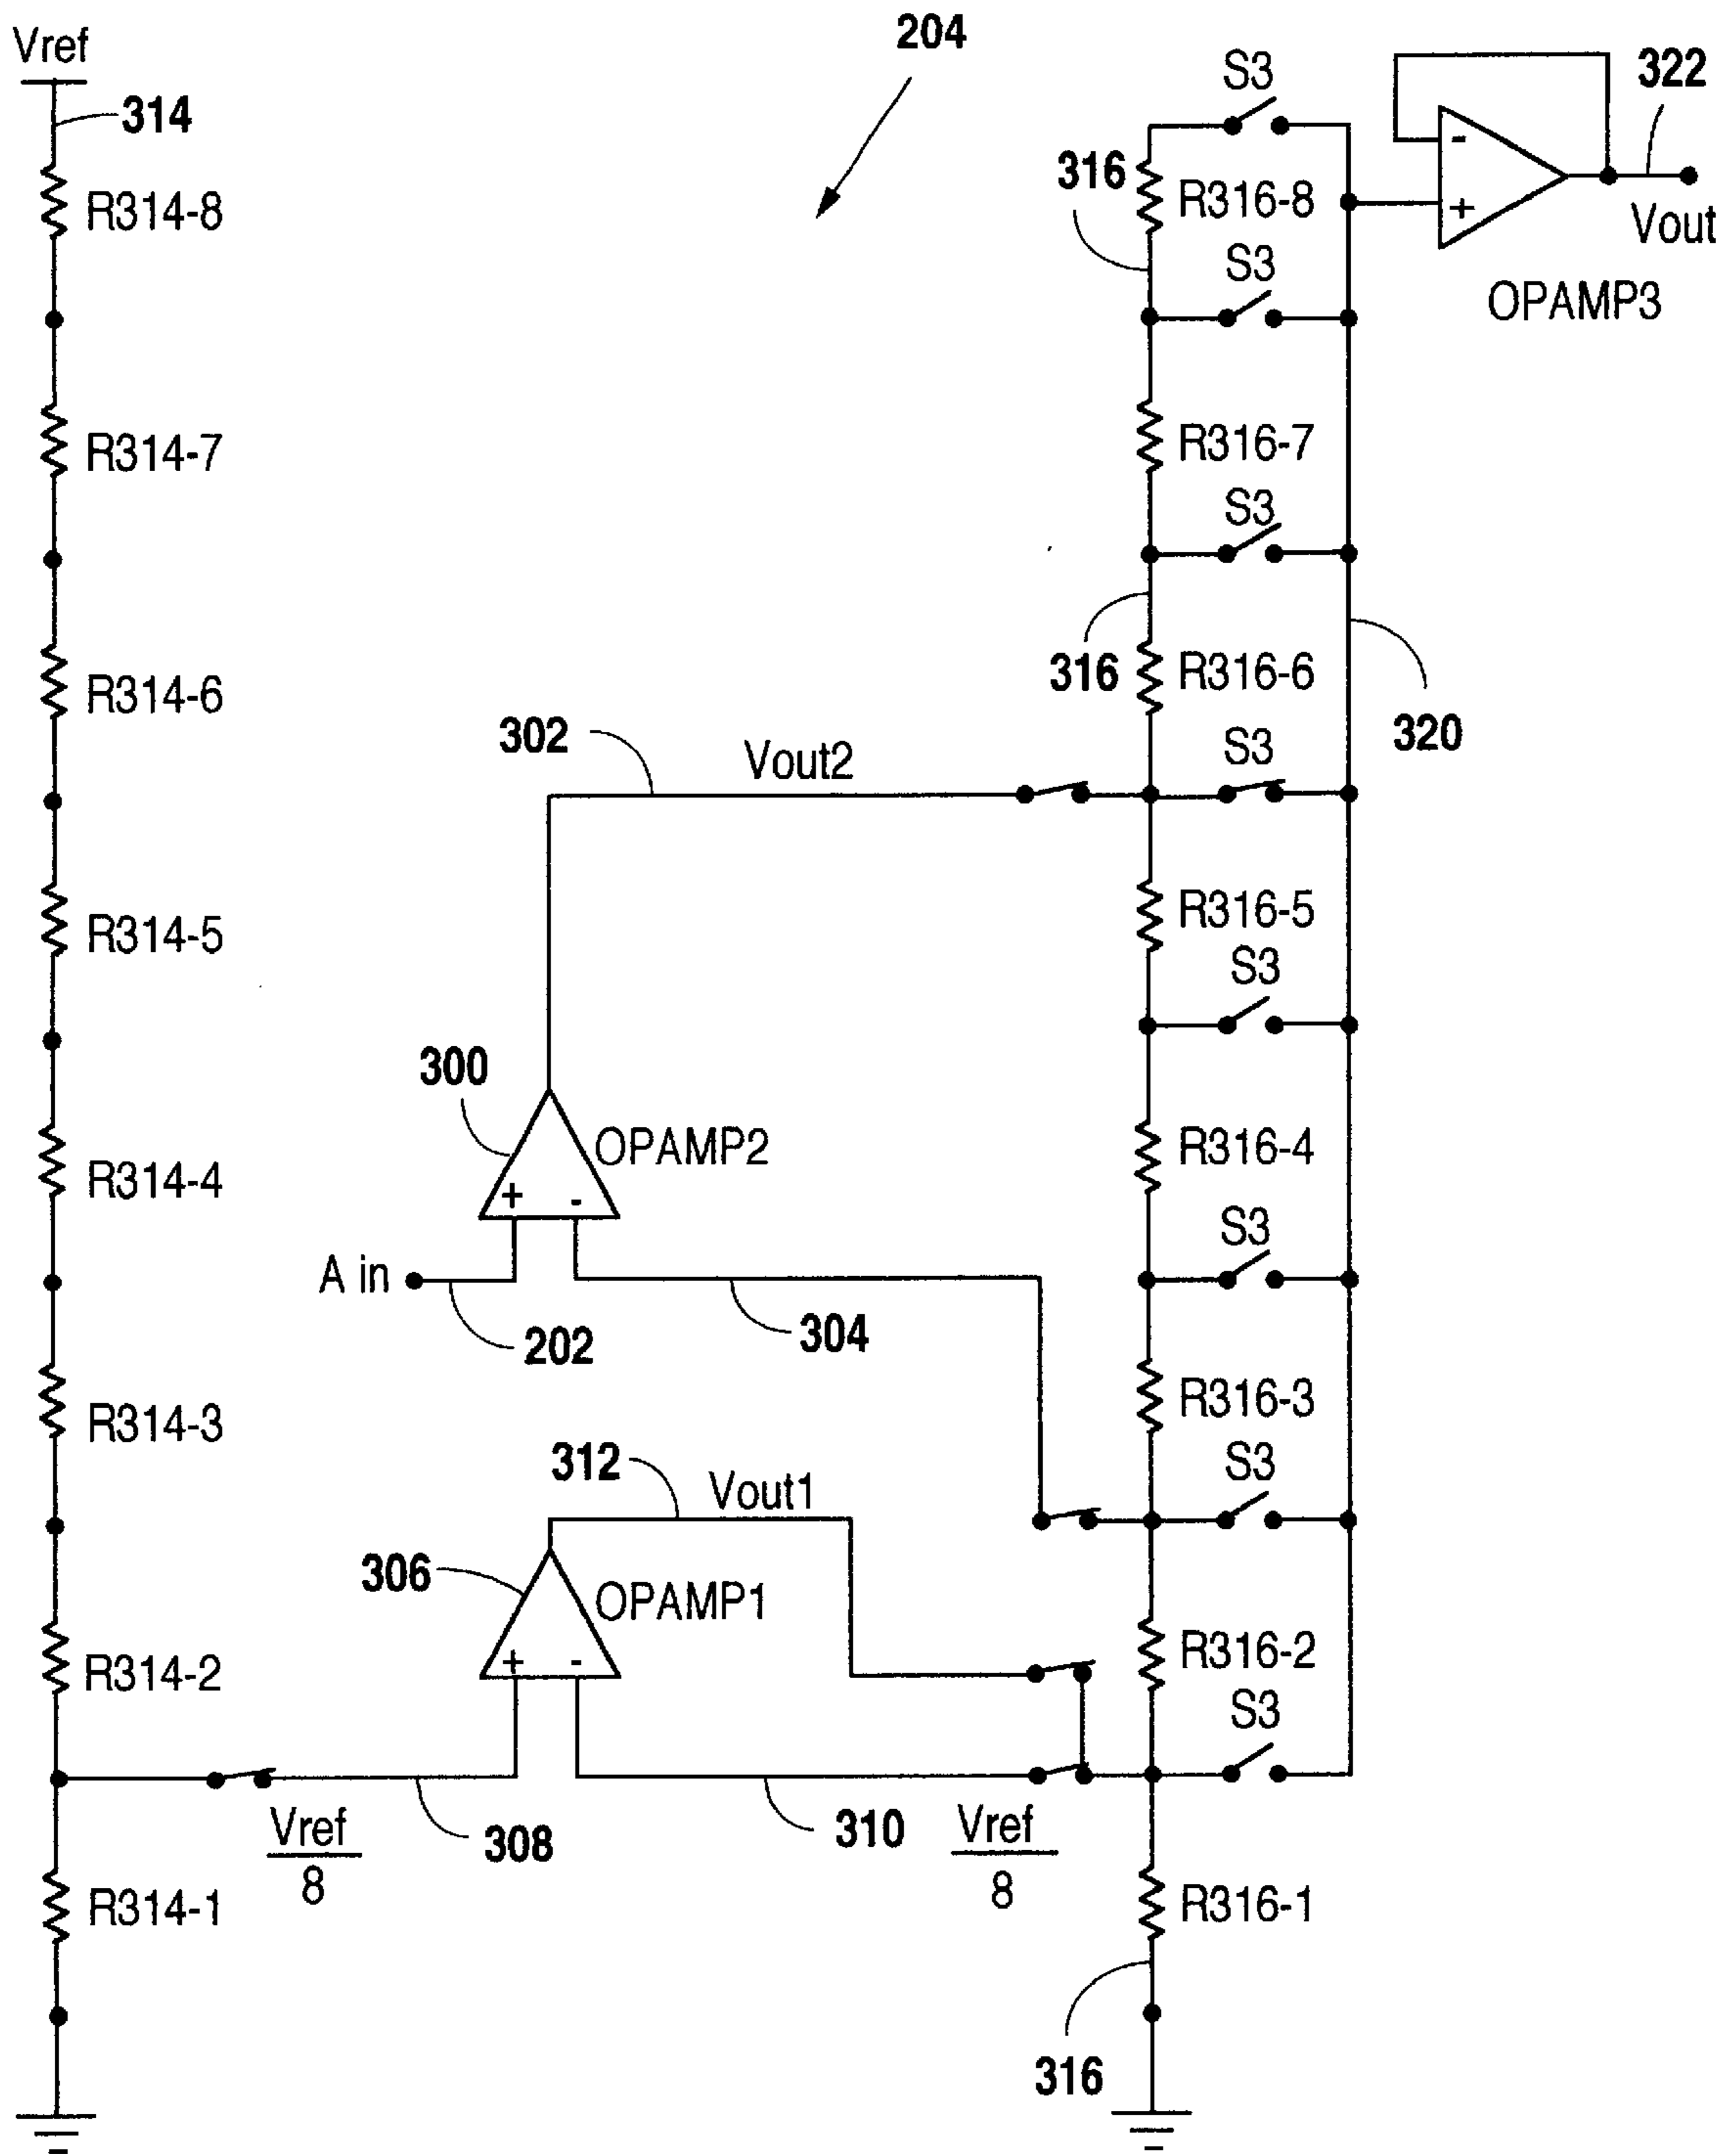 Vref
204
S3
322
314
316
R316-8
-
+
Vout
R314-8
S3
OPAMP3
R314-7
R316-7
S3
R314-6
316
R316-6
320
302
Vout2
S3
R314-5
R316-5
S3
300
OPAMP2
R316-4
R314-4
+ -
S3
A in
202
304
R314-3
R316-3
312
Vout1
S3
306
OPAMP1
R314-2
+ -
R316-2
S3
Vref
8
308
310
Vref
8
R314-1
R316-1
316